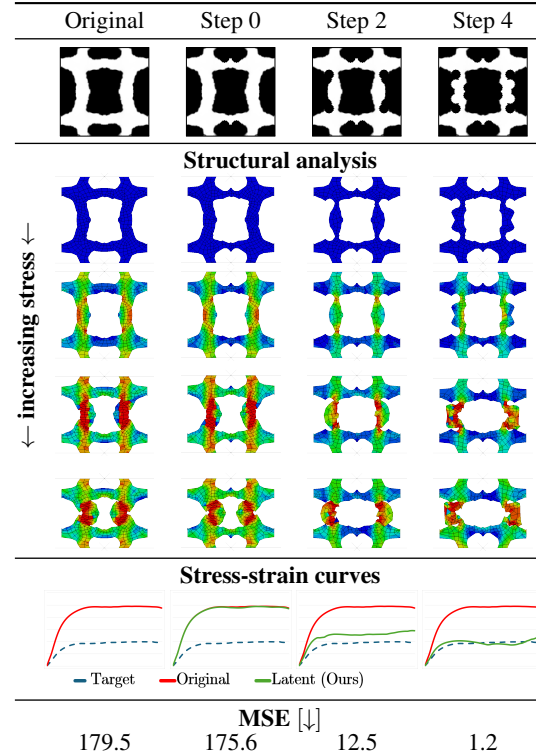 Original Step 0 Step 2 Step 4
Structural analysis
← increasing stress ←
Stress-strain curves
Target Original Latent (Ours)
MSE [↓]
179.5 175.6 12.5 1.2